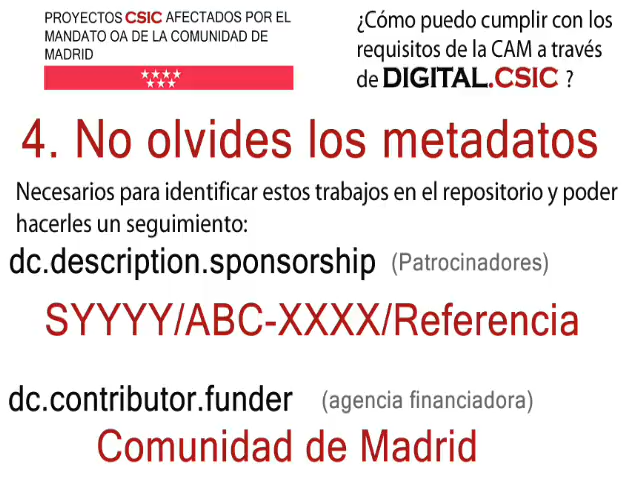 PROYECTOS CSIC AFECTADOS POR EL
MANDATO OA DE LA COMUNIDAD DE
MADRID
¿Cómo puedo cumplir con los
requisitos de la CAM a través
de DIGITAL.CSIC ?
4. No olvides los metadatos
Necesarios para identificar estos trabajos en el repositorio y poder
hacerles un seguimiento:
dc.description.sponsorship (Patrocinadores)
SYYYY/ABC-XXXX/Referencia
dc.contributor.funder (agencia financiadora)
Comunidad de Madrid